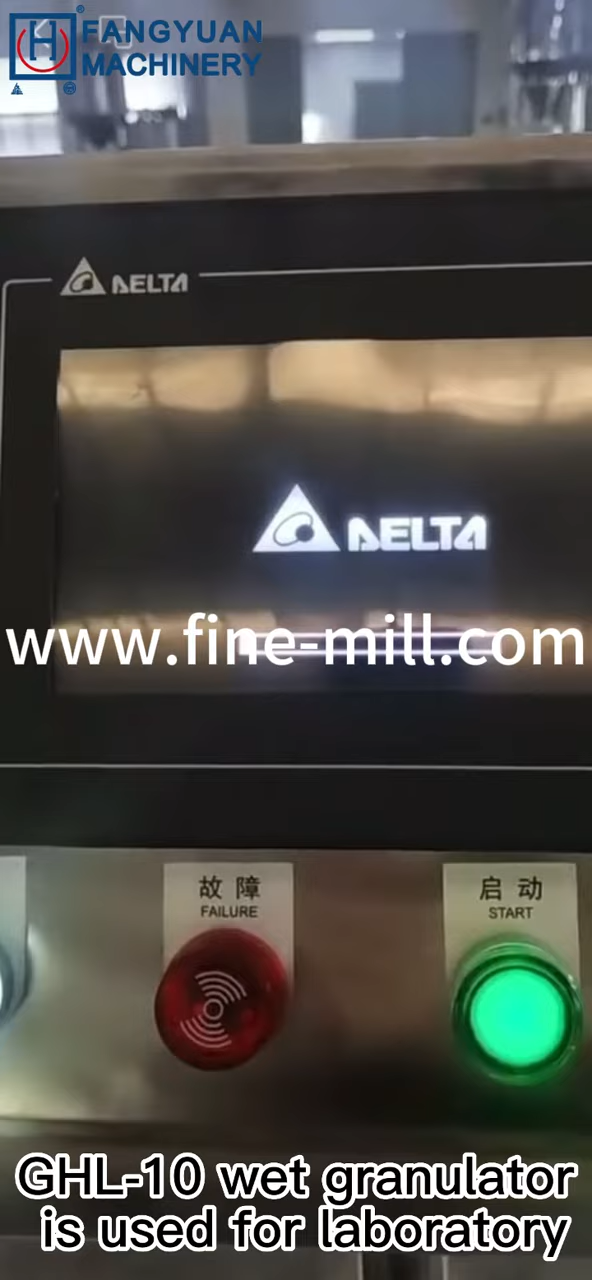 FANGYUAN
MACHINERY
DELTA
DELTA
www.fine-mill.com
故障
FAILURE
启动
START
GHL-10 wet granulator
is used for laboratory